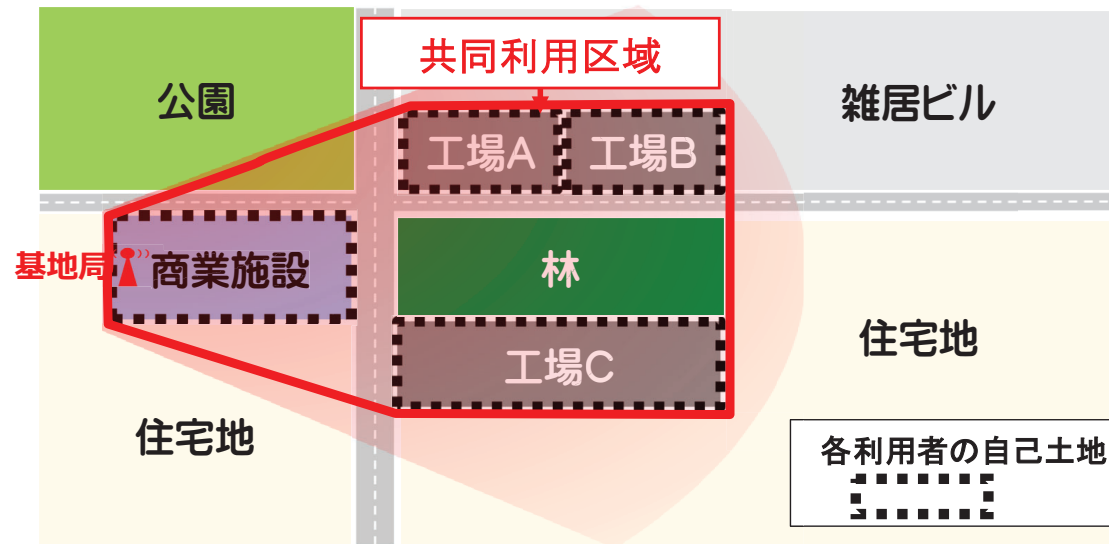 共同利用区域
公園
雑居ビル
工場A
工場B
基地局
商業施設
林
住宅地
工場C
住宅地
各利用者の自己土地